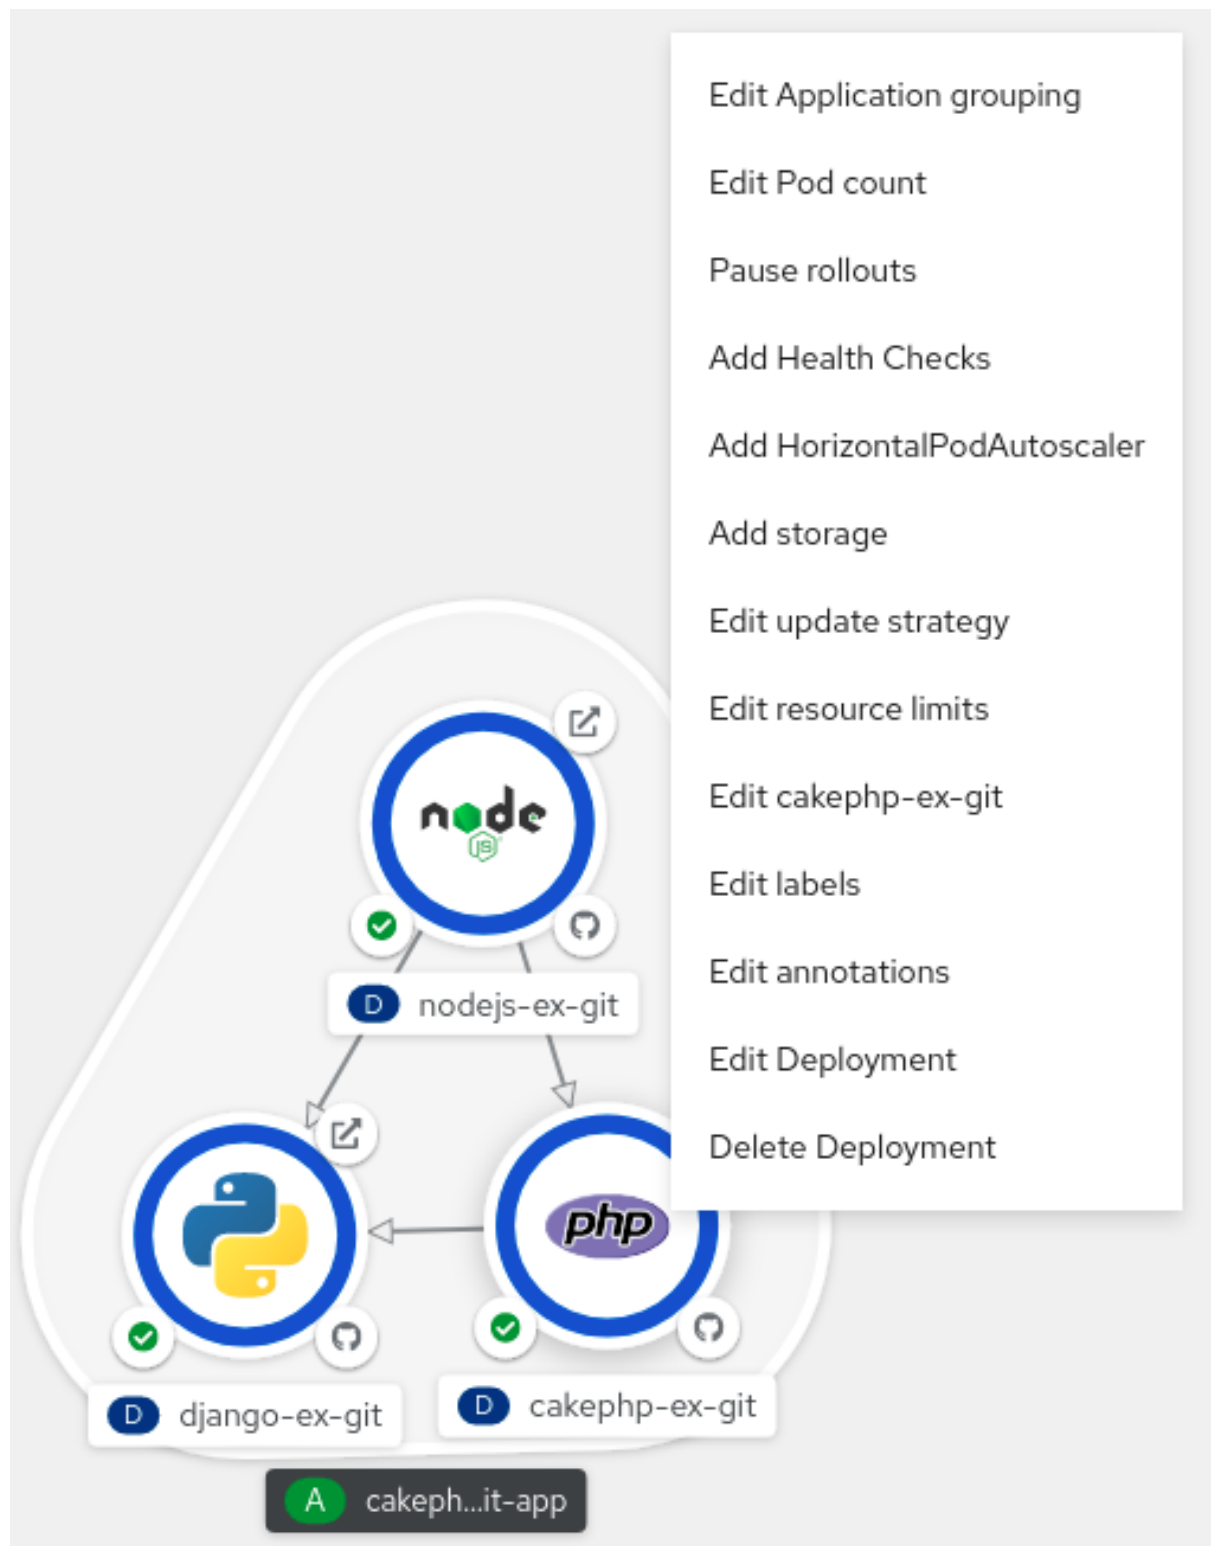 Edit Application grouping
Edit Pod count
Pause rollouts
Add Health Checks
Add HorizontalPodAutoscaler
Add storage
Edit update strategy
Edit resource limits
Edit cakephp-ex-git
Edit labels
Edit annotations
Edit Deployment
Delete Deployment
node
JS
D nodejs-ex-git
php
D django-ex-git
D cakephp-ex-git
A cakeph...it-app